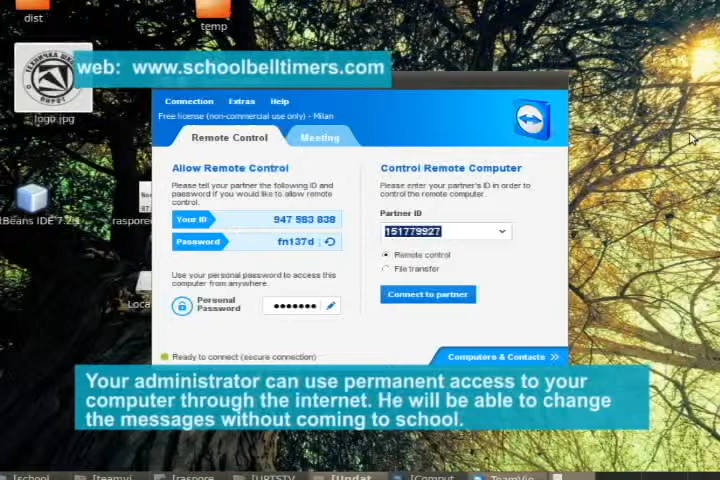 dist
temp
web: www.schoolbelltimers.com
ТЕХНИЧКА
ПИРОТ
logo.jpg
Connection Extras Help
Free license (non-commercial use only) - Milan
Remote Control Meeting
Allow Remote Control
Please tell your partner the following ID and
password if you would like to allow remote
control.
Your ID 947 583 838
Password fn137d
Use your personal password to access this
computer from anywhere.
Personal
Password
Ready to connect (secure connection)
Control Remote Computer
Please enter your partner's ID in order to
control the remote computer.
Partner ID
151779927
Remote control
File transfer
Connect to partner
Computers & Contacts
Your administrator can use permanent access to your
computer through the internet. He will be able to change
the messages without coming to school.